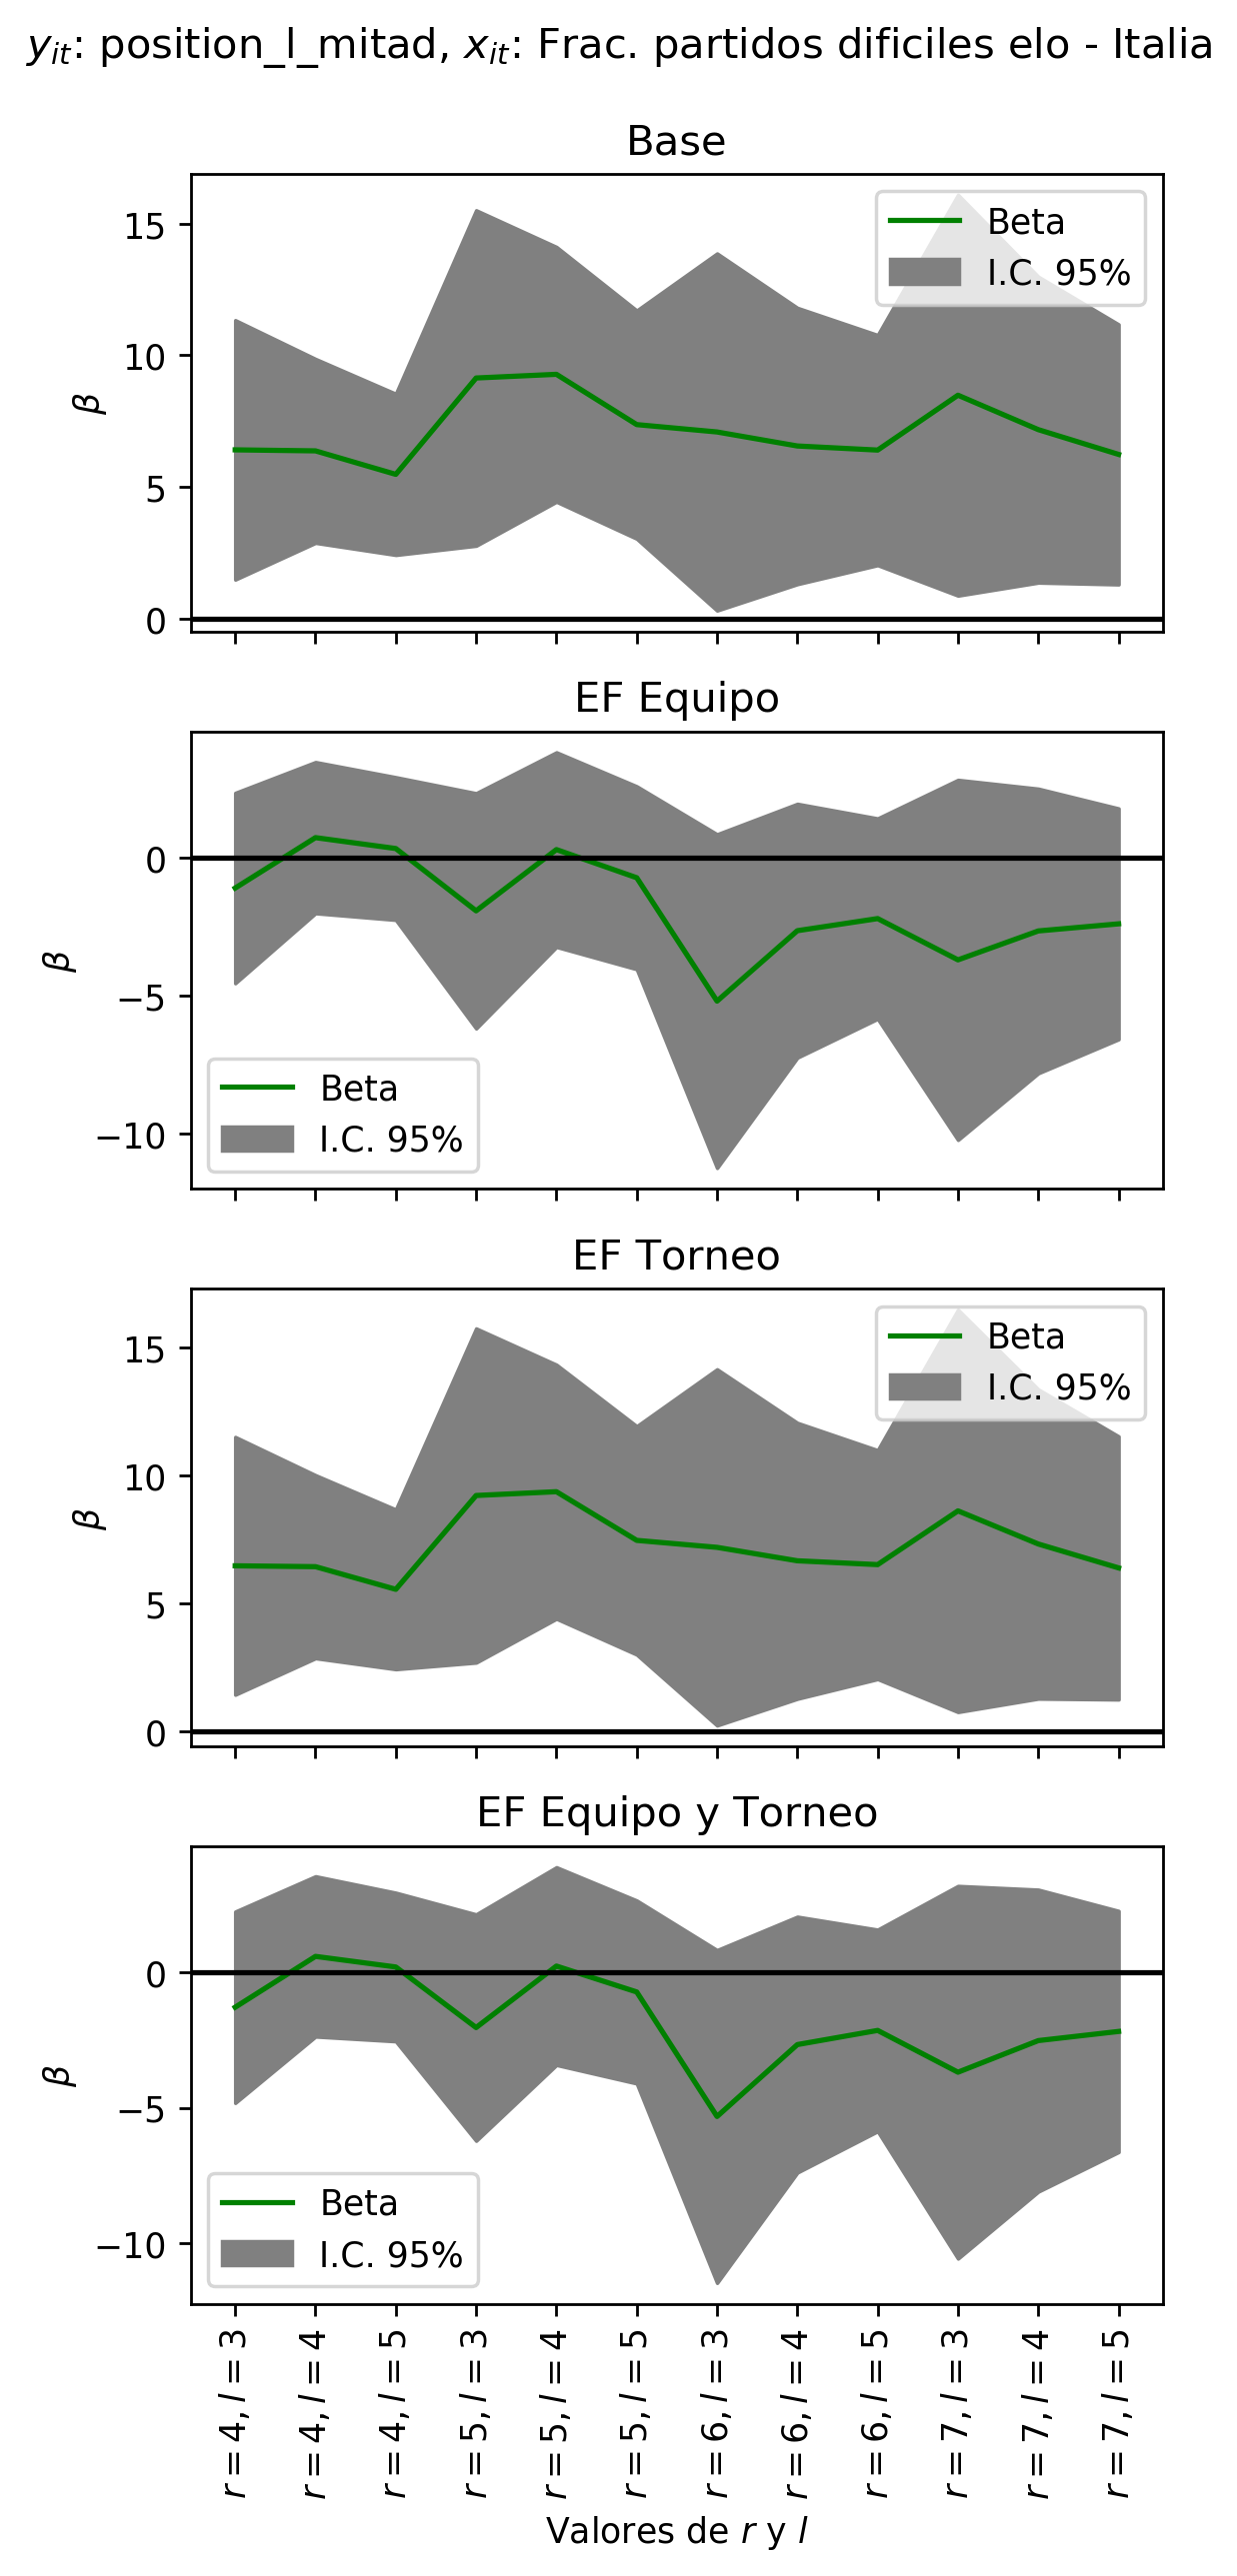 y_it: position_l_mitad, x_it: Frac. partidos dificiles elo - Italia
Base
15
10
5
0
β
Beta
I.C. 95%
EF Equipo
0
−5
−10
β
Beta
I.C. 95%
EF Torneo
15
10
5
0
β
Beta
I.C. 95%
EF Equipo y Torneo
0
−5
−10
β
Beta
I.C. 95%
r = 4, l = 3
r = 4, l = 4
r = 4, l = 5
r = 5, l = 3
r = 5, l = 4
r = 5, l = 5
r = 6, l = 3
r = 6, l = 4
r = 6, l = 5
r = 7, l = 3
r = 7, l = 4
r = 7, l = 5
Valores de r y l